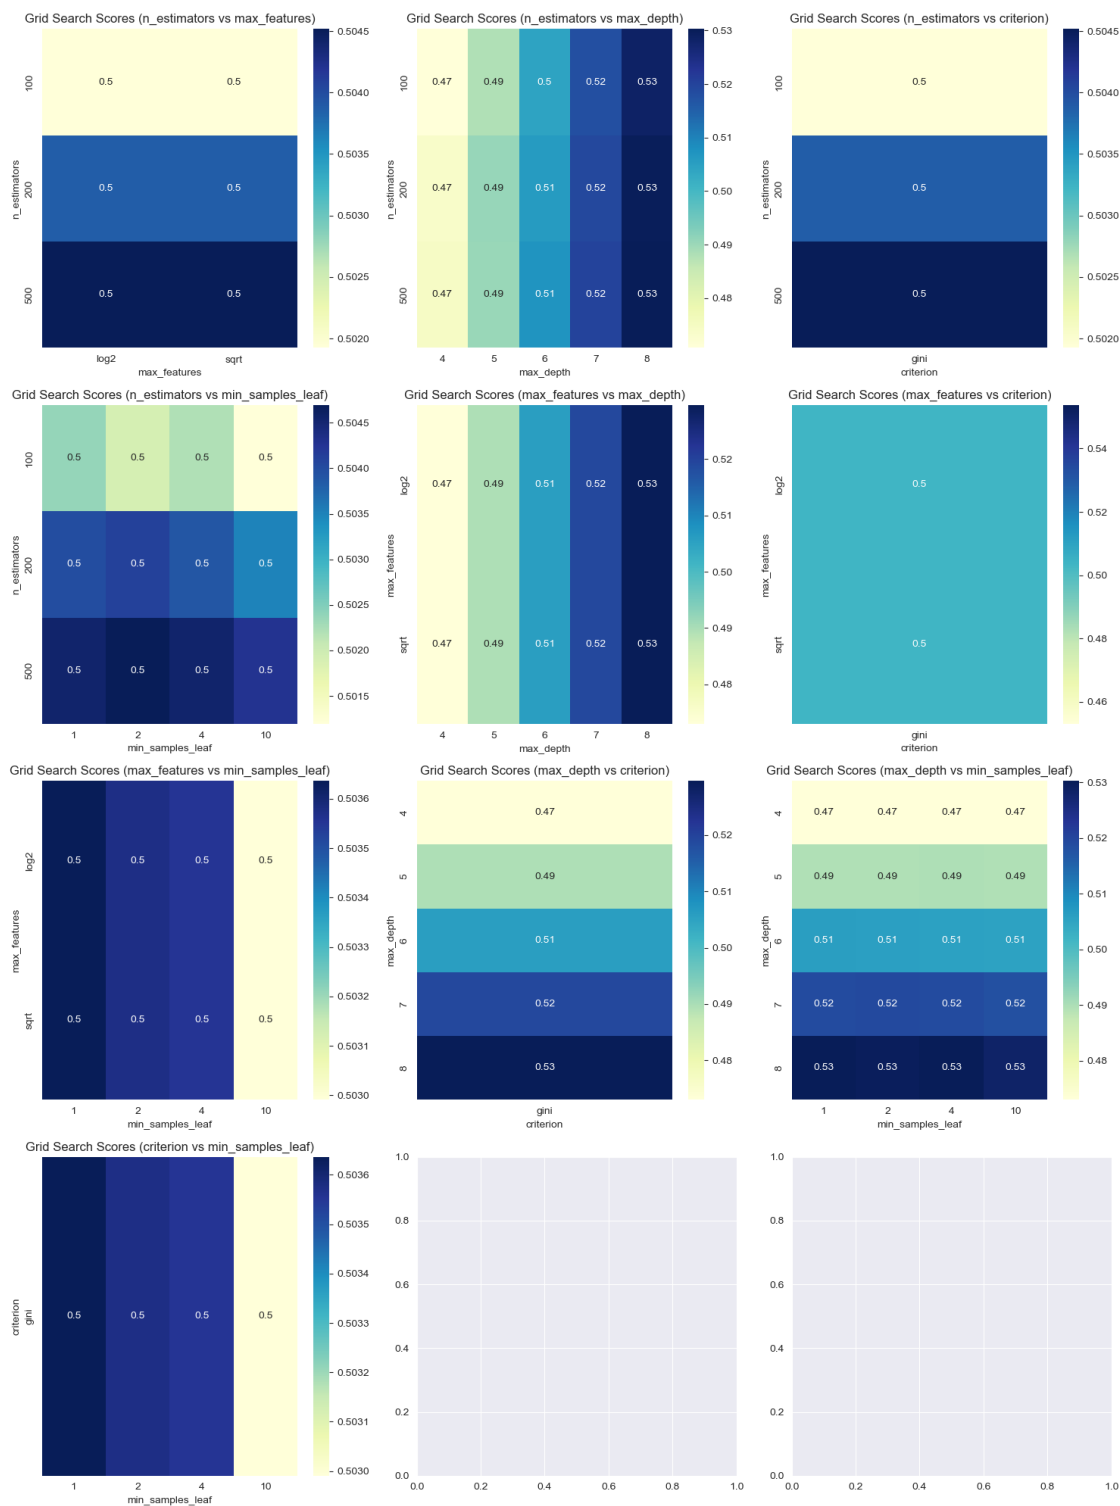 Grid Search Scores (n_estimators vs max_features)
n_estimators
100
200
500
0.5 0.5
0.5 0.5
0.5 0.5
log2 sqrt
max_features
0.5045
0.5040
0.5035
0.5030
0.5025
0.5020
Grid Search Scores (n_estimators vs max_depth)
n_estimators
100
200
500
0.47 0.49 0.5 0.52 0.53
0.47 0.49 0.51 0.52 0.53
0.47 0.49 0.51 0.52 0.53
4 5 6 7 8
max_depth
0.53
0.52
0.51
0.50
0.49
0.48
Grid Search Scores (n_estimators vs criterion)
n_estimators
100
200
500
0.5
0.5
0.5
gini
criterion
0.5045
0.5040
0.5035
0.5030
0.5025
0.5020
Grid Search Scores (n_estimators vs min_samples_leaf)
n_estimators
100
200
500
0.5 0.5 0.5 0.5
0.5 0.5 0.5 0.5
0.5 0.5 0.5 0.5
1 2 4 10
min_samples_leaf
0.5045
0.5040
0.5035
0.5030
0.5025
0.5020
0.5015
Grid Search Scores (max_features vs max_depth)
max_features
log2
sqrt
0.47 0.49 0.51 0.52 0.53
0.47 0.49 0.51 0.52 0.53
4 5 6 7 8
max_depth
0.52
0.51
0.50
0.49
0.48
Grid Search Scores (max_features vs criterion)
max_features
log2
sqrt
0.5
0.5
gini
criterion
0.54
0.52
0.50
0.48
0.46
Grid Search Scores (max_features vs min_samples_leaf)
max_features
log2
sqrt
0.5 0.5 0.5 0.5
0.5 0.5 0.5 0.5
1 2 4 10
min_samples_leaf
0.5036
0.5035
0.5034
0.5033
0.5032
0.5031
0.5030
Grid Search Scores (max_depth vs criterion)
max_depth
4
5
6
7
8
0.47
0.49
0.51
0.52
0.53
gini
criterion
0.52
0.51
0.50
0.49
0.48
Grid Search Scores (max_depth vs min_samples_leaf)
max_depth
4
5
6
7
8
0.47 0.47 0.47 0.47
0.49 0.49 0.49 0.49
0.51 0.51 0.51 0.51
0.52 0.52 0.52 0.52
0.53 0.53 0.53 0.53
1 2 4 10
min_samples_leaf
0.53
0.52
0.51
0.50
0.49
0.48
Grid Search Scores (criterion vs min_samples_leaf)
criterion
gini
0.5 0.5 0.5 0.5
1 2 4 10
min_samples_leaf
0.5036
0.5035
0.5034
0.5033
0.5032
0.5031
0.5030
1.0
0.8
0.6
0.4
0.2
0.0
0.0 0.2 0.4 0.6 0.8 1.0
1.0
0.8
0.6
0.4
0.2
0.0
0.0 0.2 0.4 0.6 0.8 1.0